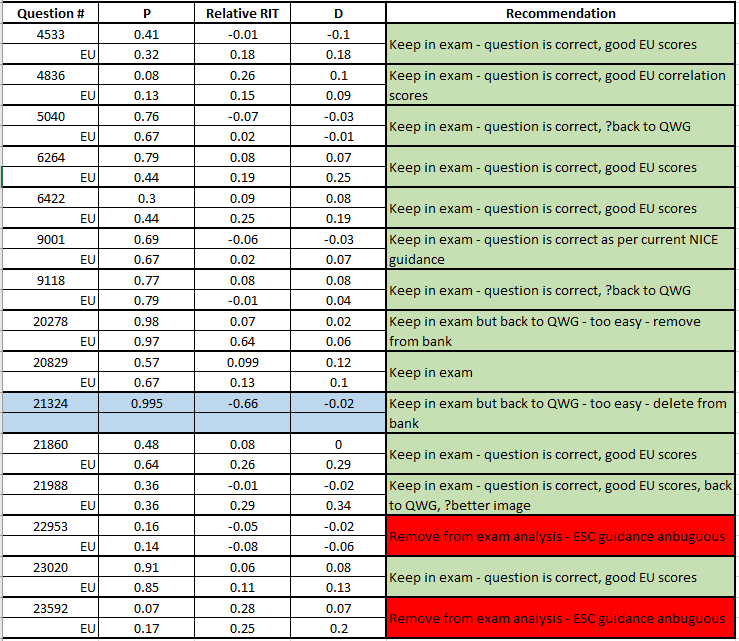 Question # P Relative RIT D Recommendation
4533 0.41 -0.01 -0.1 Keep in exam - question is correct, good EU scores
EU 0.32 0.18 0.18
4836 0.08 0.26 0.1 Keep in exam - question is correct, good EU correlation
EU 0.13 0.15 0.09 scores
5040 0.76 -0.07 -0.03 Keep in exam - question is correct, ?back to QWG
EU 0.67 0.02 -0.01
6264 0.79 0.08 0.07 Keep in exam - question is correct, good EU scores
EU 0.44 0.19 0.25
6422 0.3 0.09 0.08 Keep in exam - question is correct, good EU scores
EU 0.44 0.25 0.19
9001 0.69 -0.06 -0.03 Keep in exam - question is correct as per current NICE
EU 0.67 0.02 0.07 guidance
9118 0.77 0.08 0.08 Keep in exam - question is correct, ?back to QWG
EU 0.79 -0.01 0.04
20278 0.98 0.07 0.02 Keep in exam but back to QWG - too easy - remove
EU 0.97 0.64 0.06 from bank
20829 0.57 0.099 0.12 Keep in exam
EU 0.67 0.13 0.1
21324 0.995 -0.66 -0.02 Keep in exam but back to QWG - too easy - delete from
bank
21860 0.48 0.08 0 Keep in exam - question is correct, good EU scores
EU 0.64 0.26 0.29
21988 0.36 -0.01 -0.02 Keep in exam - question is correct, good EU scores, back
EU 0.36 0.29 0.34 to QWG, ?better image
22953 0.16 -0.05 -0.02 Remove from exam analysis - ESC guidance anbuguous
EU 0.14 -0.08 -0.06
23020 0.91 0.06 0.08 Keep in exam - question is correct, good EU scores
EU 0.85 0.11 0.13
23592 0.07 0.28 0.07 Remove from exam analysis - ESC guidance anbuguous
EU 0.17 0.25 0.2